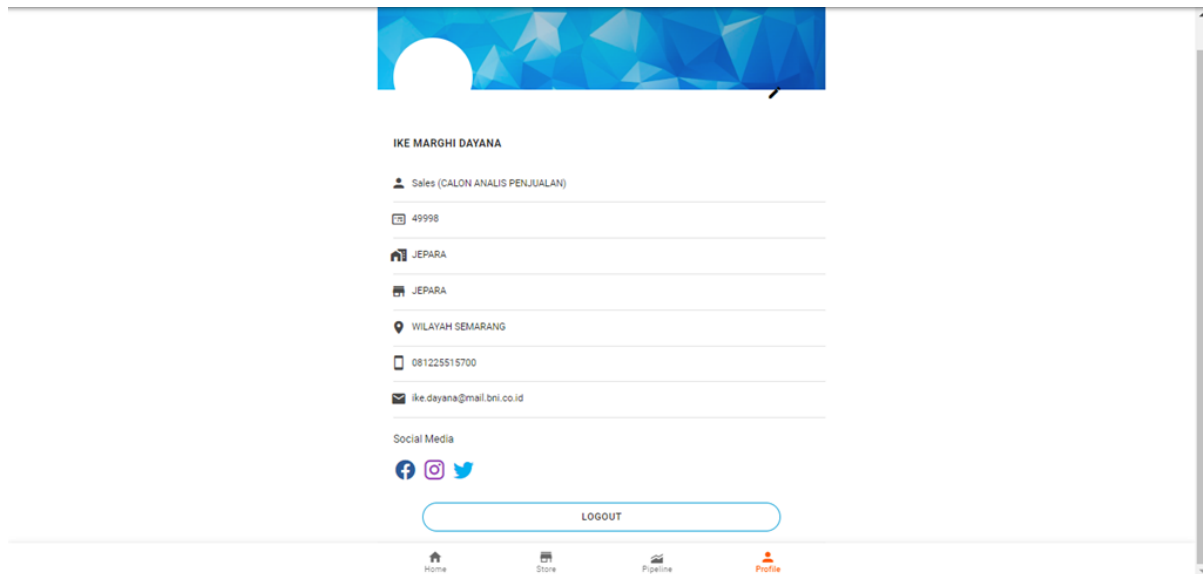 IKE MARGHI DAYANA
Sales (CALON ANALIS PENJUALAN)
49998
JEPARA
JEPARA
WILAYAH SEMARANG
081225515700
ike.dayana@mail.bni.co.id
Social Media
LOGOUT
Home Store Pipeline Profile